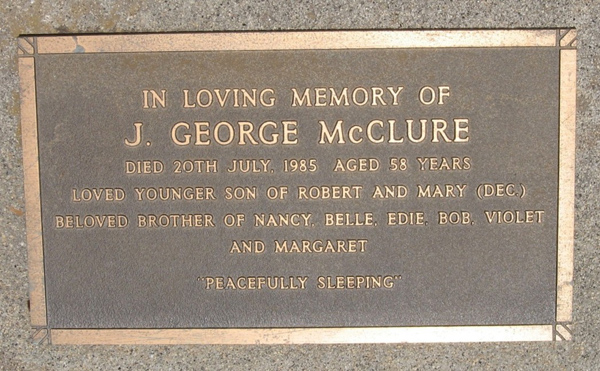 IN LOVING MEMORY OF
J. GEORGE McCLURE
DIED 20TH JULY, 1985 AGED 58 YEARS
LOVED YOUNGER SON OF ROBERT AND MARY (DEC.)
BELOVED BROTHER OF NANCY, BELLE, EDIE, BOB, VIOLET
AND MARGARET
"PEACEFULLY SLEEPING"